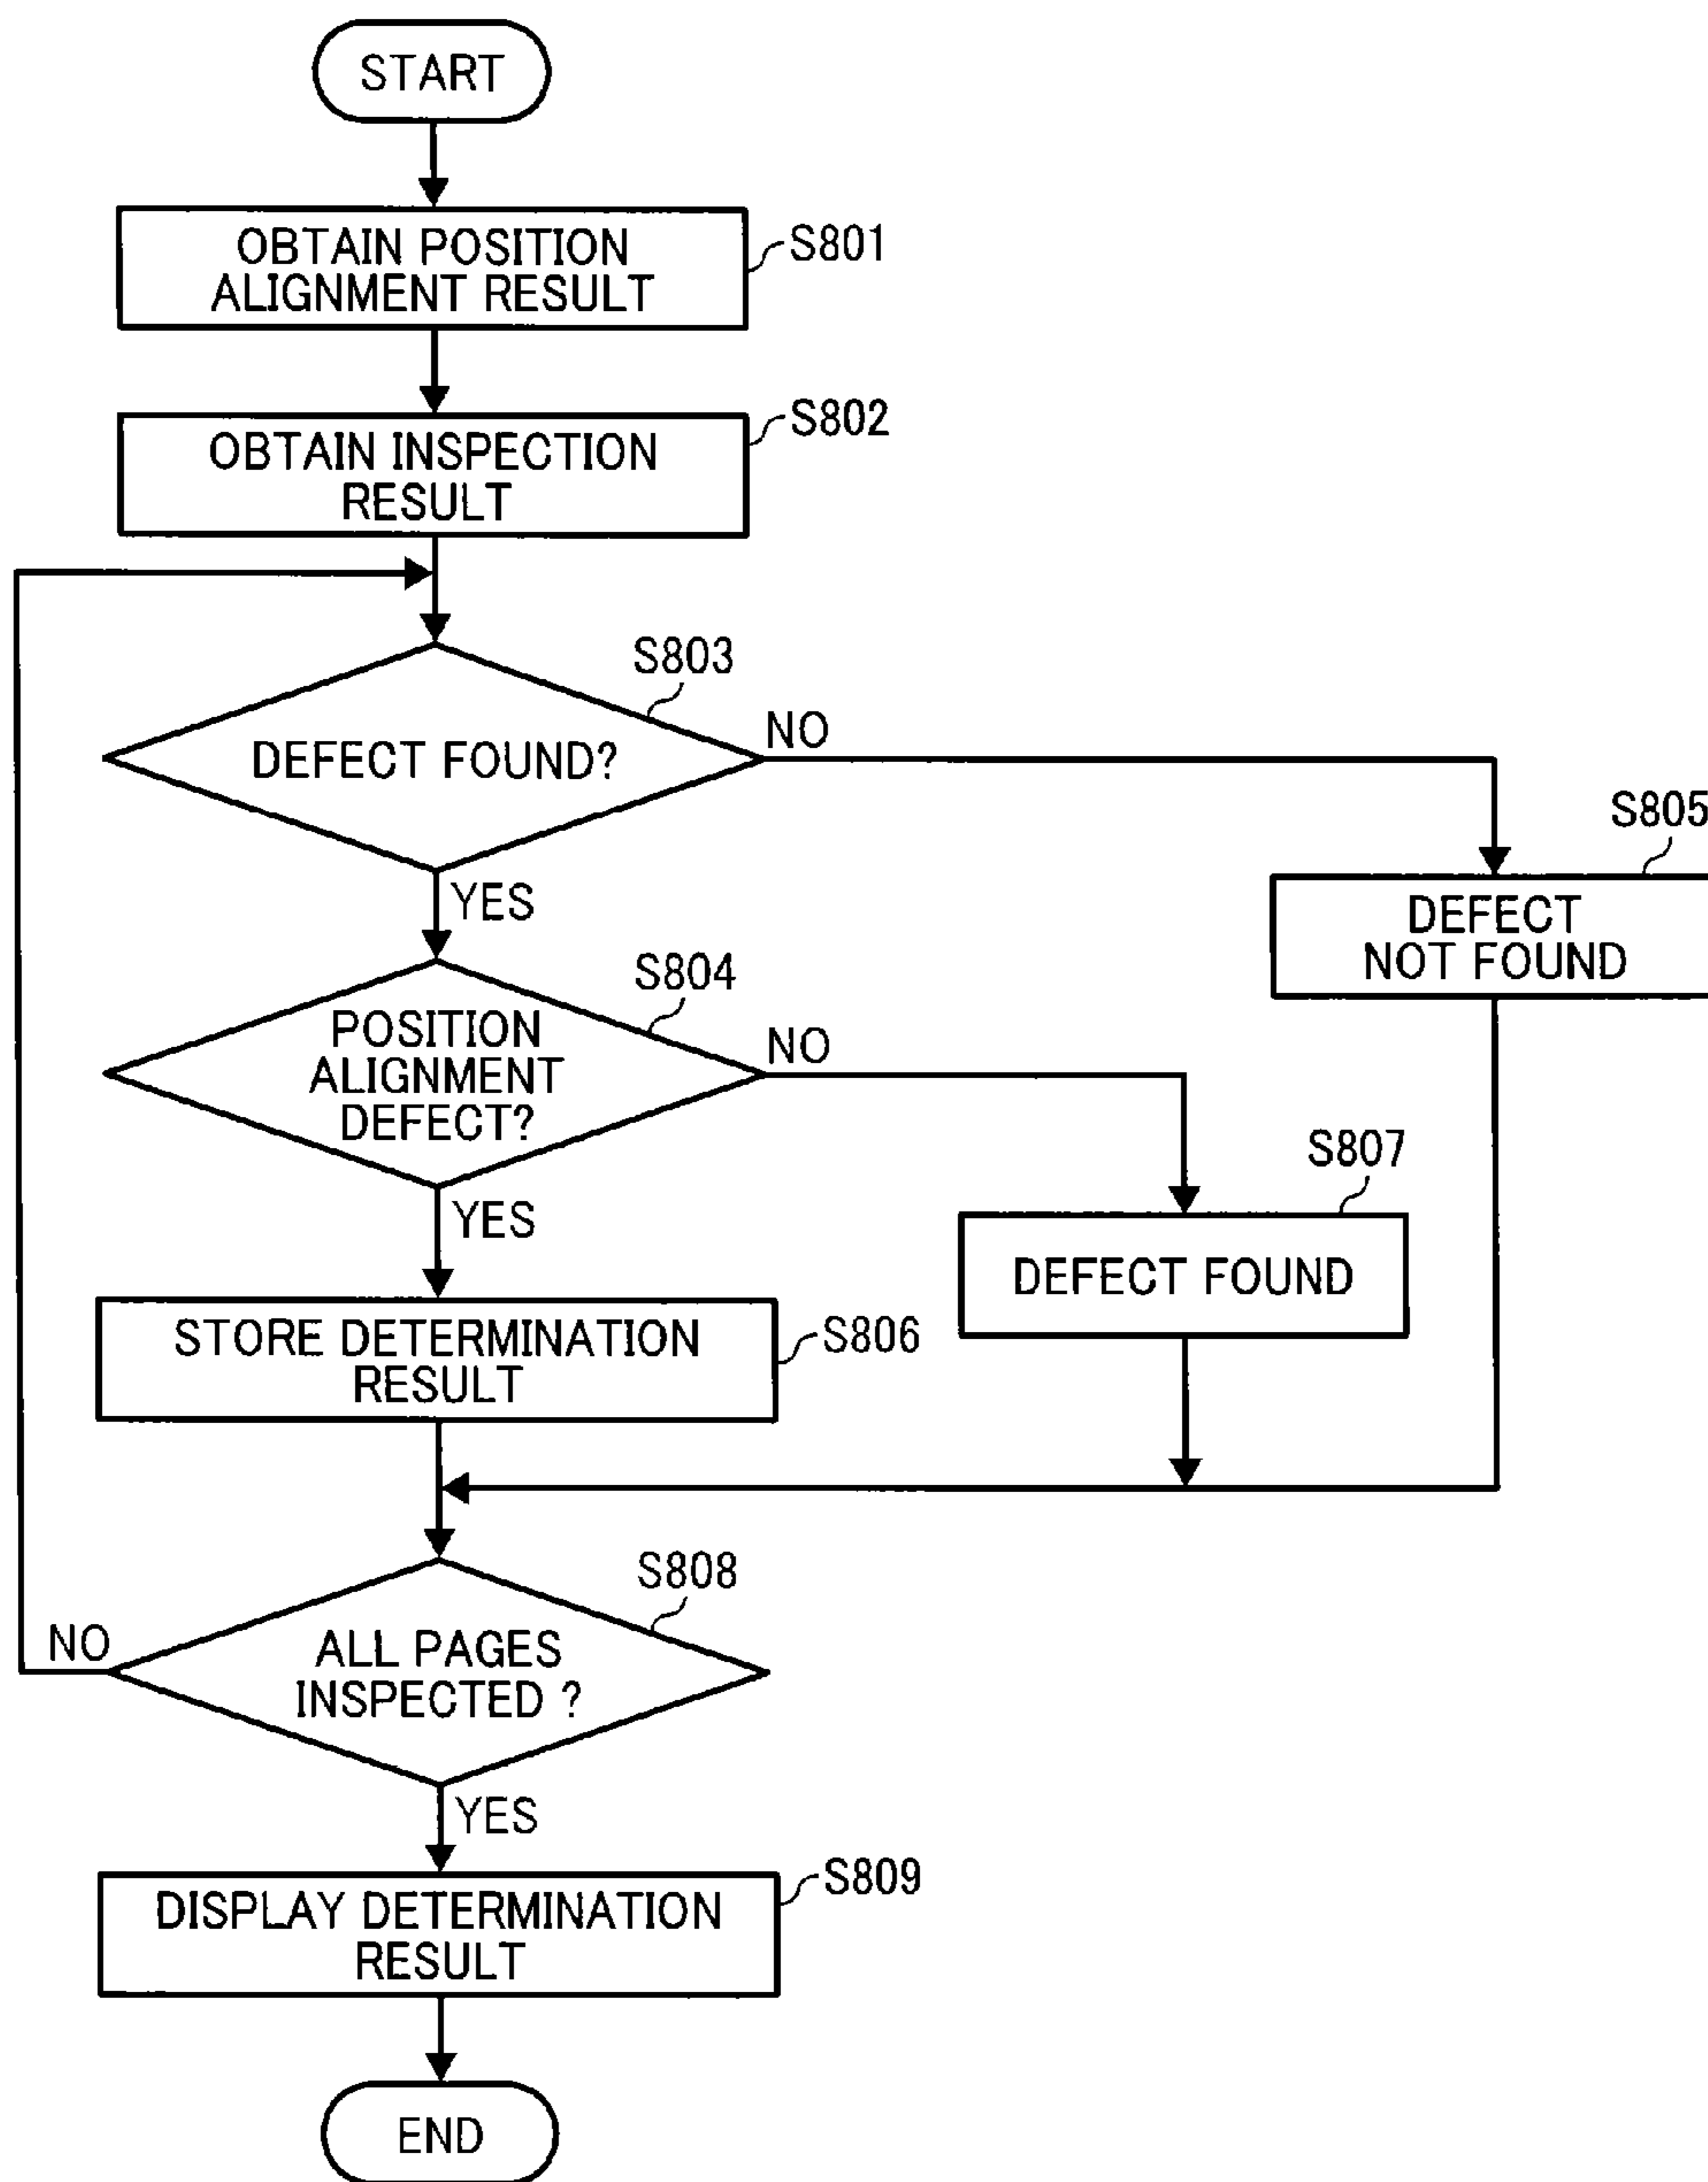 START
OBTAIN POSITION
ALIGNMENT RESULT
S801
OBTAIN INSPECTION
RESULT
S802
S803
DEFECT FOUND?
NO
YES
S805
DEFECT
NOT FOUND
S804
POSITION
ALIGNMENT
DEFECT?
NO
YES
S807
DEFECT FOUND
STORE DETERMINATION
RESULT
S806
S808
ALL PAGES
INSPECTED ?
NO
YES
DISPLAY DETERMINATION
RESULT
S809
END